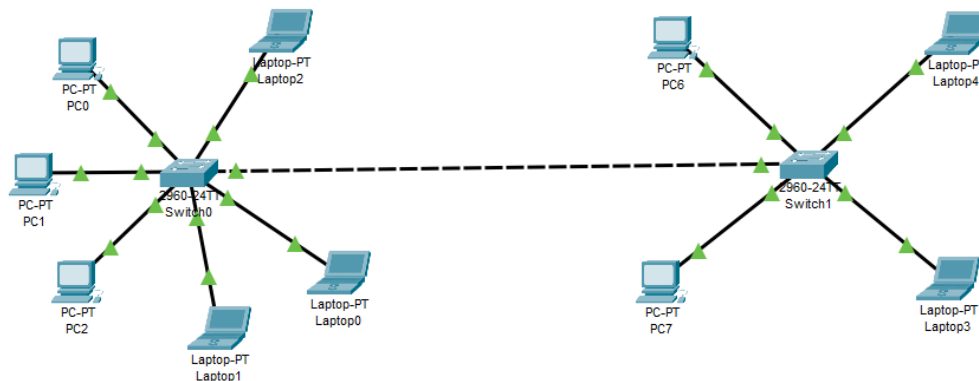 Laptop-PT
Laptop2
PC-PT
PC0
PC-PT
PC1
2960-24TT
Switch0
PC-PT
PC2
Laptop-PT
Laptop0
Laptop-PT
Laptop1
PC-PT
PC6
Laptop-PT
Laptop4
2960-24TT
Switch1
PC-PT
PC7
Laptop-PT
Laptop3